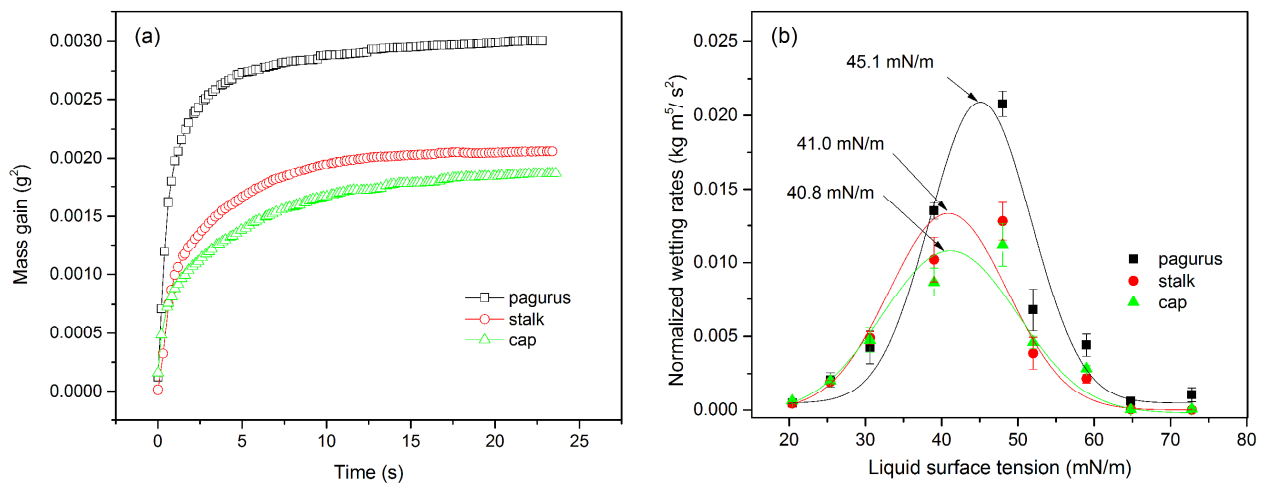 (a)
0.0030
0.0025
0.0020
0.0015
0.0010
0.0005
0.0000
Mass gain (g²)
pagurus
stalk
cap
0 5 10 15 20 25
Time (s)
(b)
0.025
0.020
0.015
0.010
0.005
0.000
Normalized wetting rates (kg m⁵/ s²)
45.1 mN/m
41.0 mN/m
40.8 mN/m
pagurus
stalk
cap
20 30 40 50 60 70 80
Liquid surface tension (mN/m)